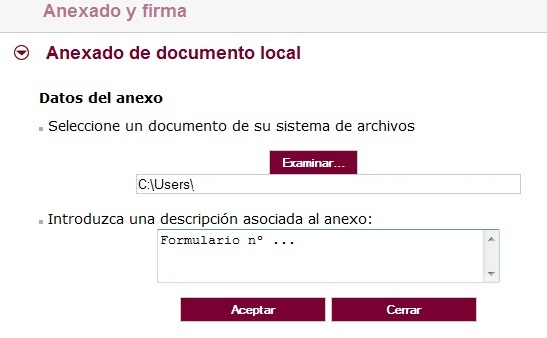 Anexado y firma
Anexado de documento local
Datos del anexo
Seleccione un documento de su sistema de archivos
Examinar...
C:\Users\
Introduzca una descripción asociada al anexo:
Formulario nº ...
Aceptar Cerrar